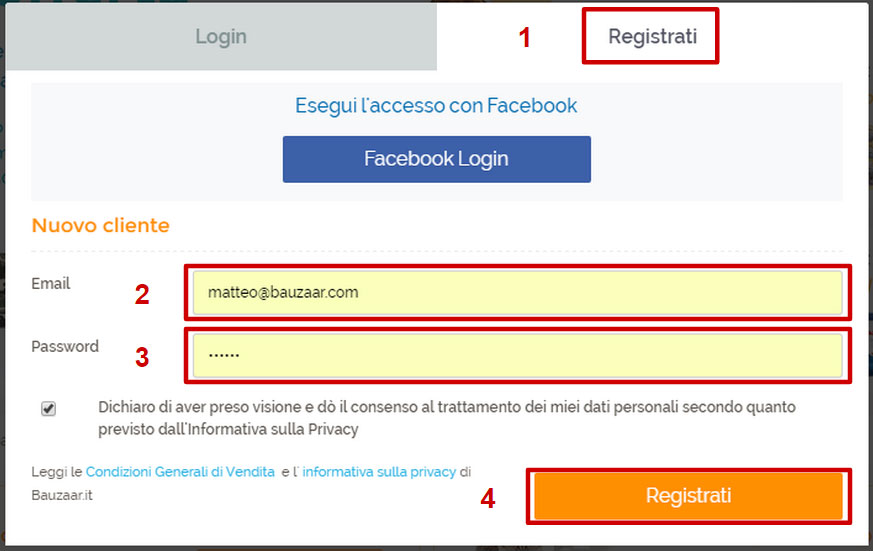 Login
1
Registrati
Esegui l'accesso con Facebook
Facebook Login
Nuovo cliente
Email
2
matteo@bauzaar.com
Password
3
••••••
Dichiaro di aver preso visione e dò il consenso al trattamento dei miei dati personali secondo quanto
previsto dall'Informativa sulla Privacy
Leggi le Condizioni Generali di Vendita e l' informativa sulla privacy di
Bauzaar.it
4
Registrati